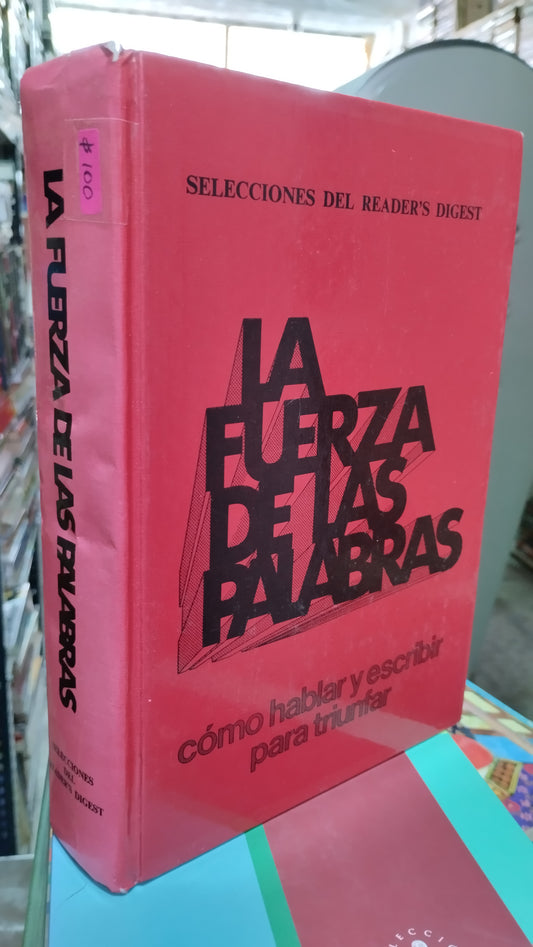 SELECCIONES DEL READER'S DIGEST
LA
FUERZA
DE LAS
PALABRAS
cómo hablar y escribir
para triunfar
$100
LA FUERZA DE LAS PALABRAS
SELECCIONES
DEL
READER'S DIGEST